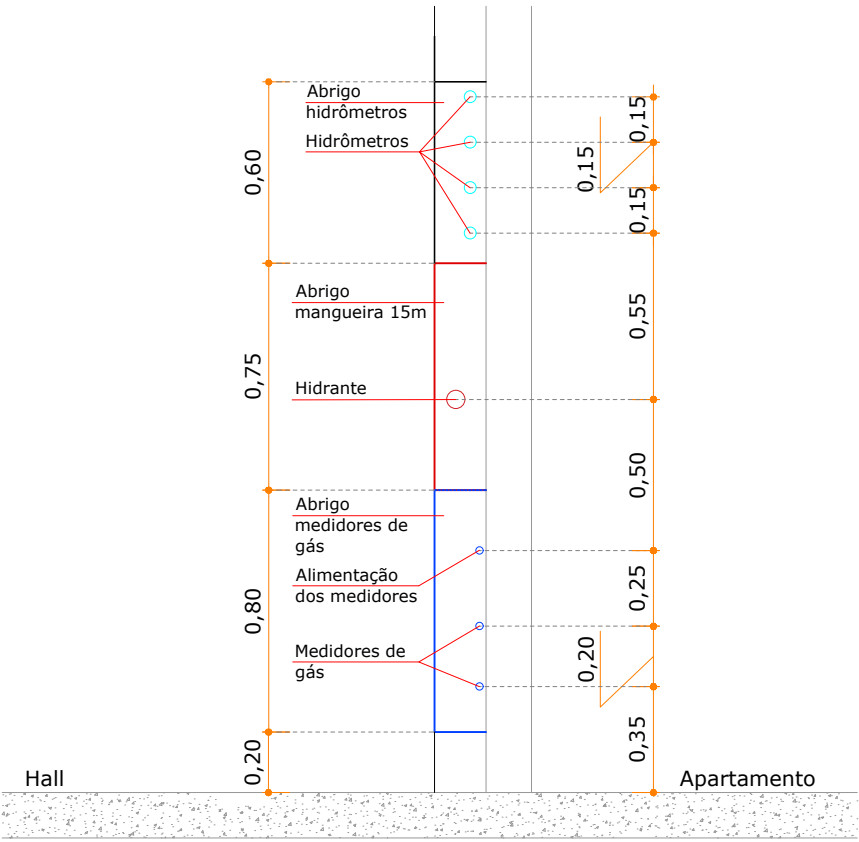 Abrigo
hidrômetros
Hidrômetros
0,60
0,15
0,15
0,15
Abrigo
mangueira 15m
0,55
0,75
Hidrante
0,50
Abrigo
medidores de
gás
Alimentação
dos medidores
0,25
0,80
Medidores de
gás
0,20
0,35
0,20
Hall
Apartamento